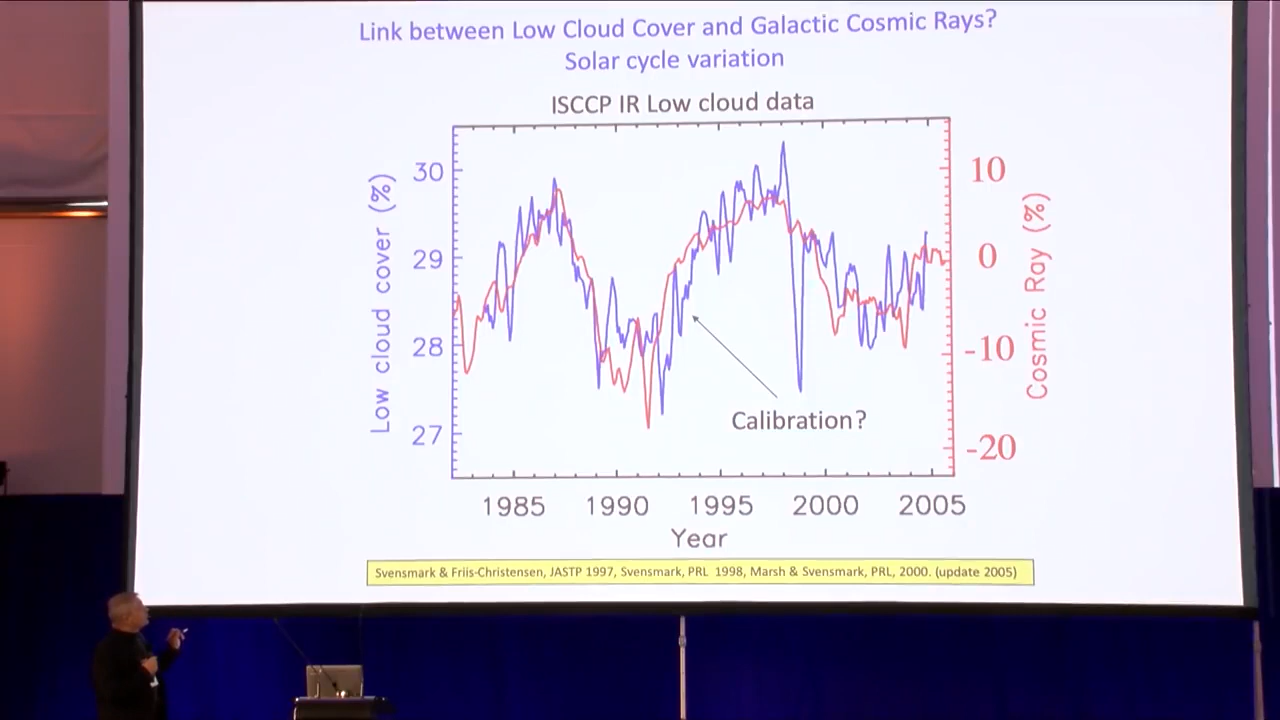 Link between Low Cloud Cover and Galactic Cosmic Rays?
Solar cycle variation
ISCCP IR Low cloud data
Low cloud cover (%)
30
29
28
27
10
0
-10
-20
Cosmic Ray (%)
Calibration?
1985 1990 1995 2000 2005
Year
Svensmark & Friis-Christensen, JASTP 1997, Svensmark, PRL 1998, Marsh & Svensmark, PRL, 2000. (update 2005)